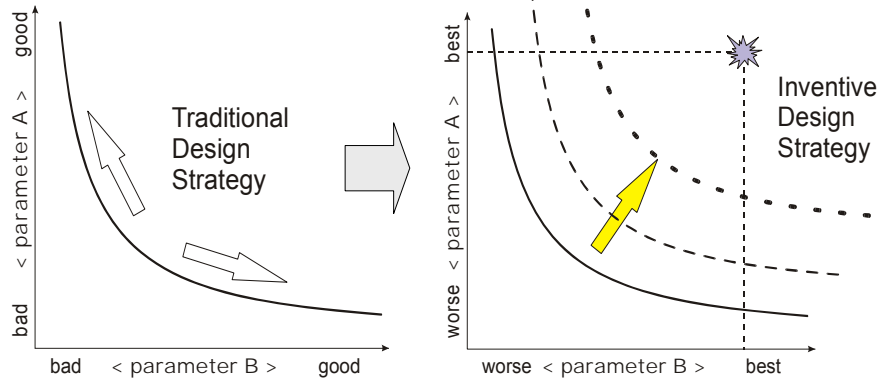 good
< parameter A >
bad
Traditional
Design
Strategy
bad < parameter B > good
best
< parameter A >
worse
Inventive
Design
Strategy
worse < parameter B > best